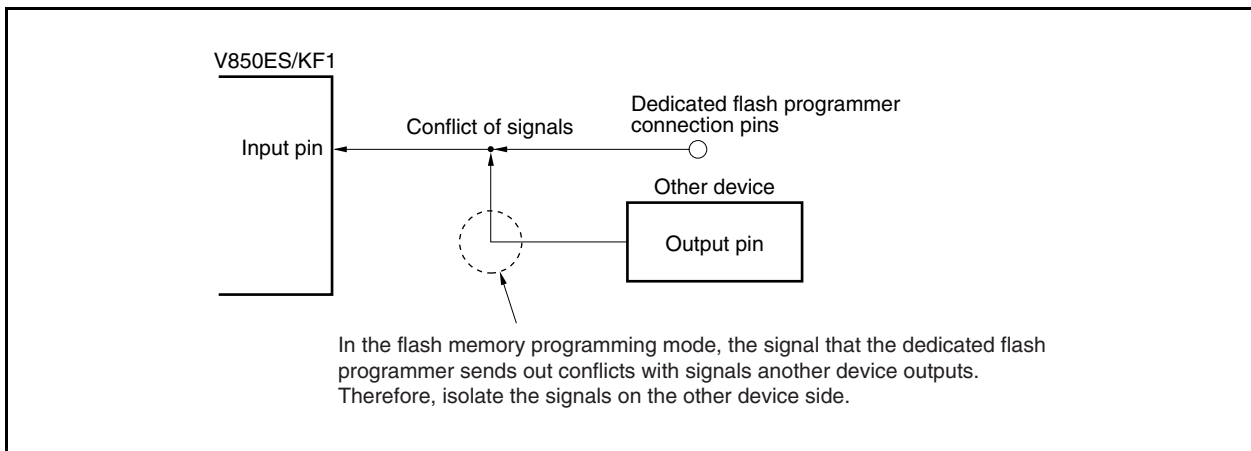 V850ES/KF1
Dedicated flash programmer
connection pins
Conflict of signals
Input pin
Other device
Output pin
In the flash memory programming mode, the signal that the dedicated flash
programmer sends out conflicts with signals another device outputs.
Therefore, isolate the signals on the other device side.